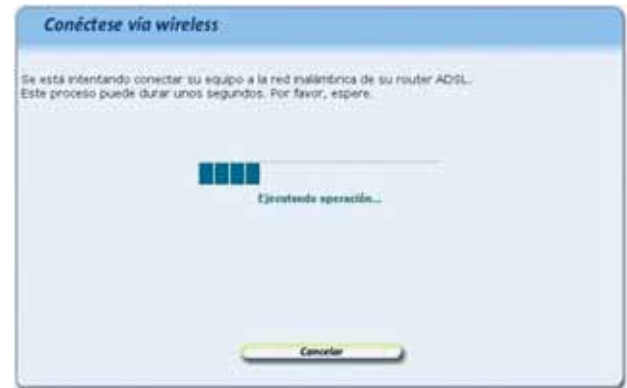 Conéctese vía wireless
Se está intentando conectar su equipo a la red inalámbrica de su router ADSL.
Este proceso puede durar unos segundos. Por favor, espere.
Ejecutando operación...
Cancelar